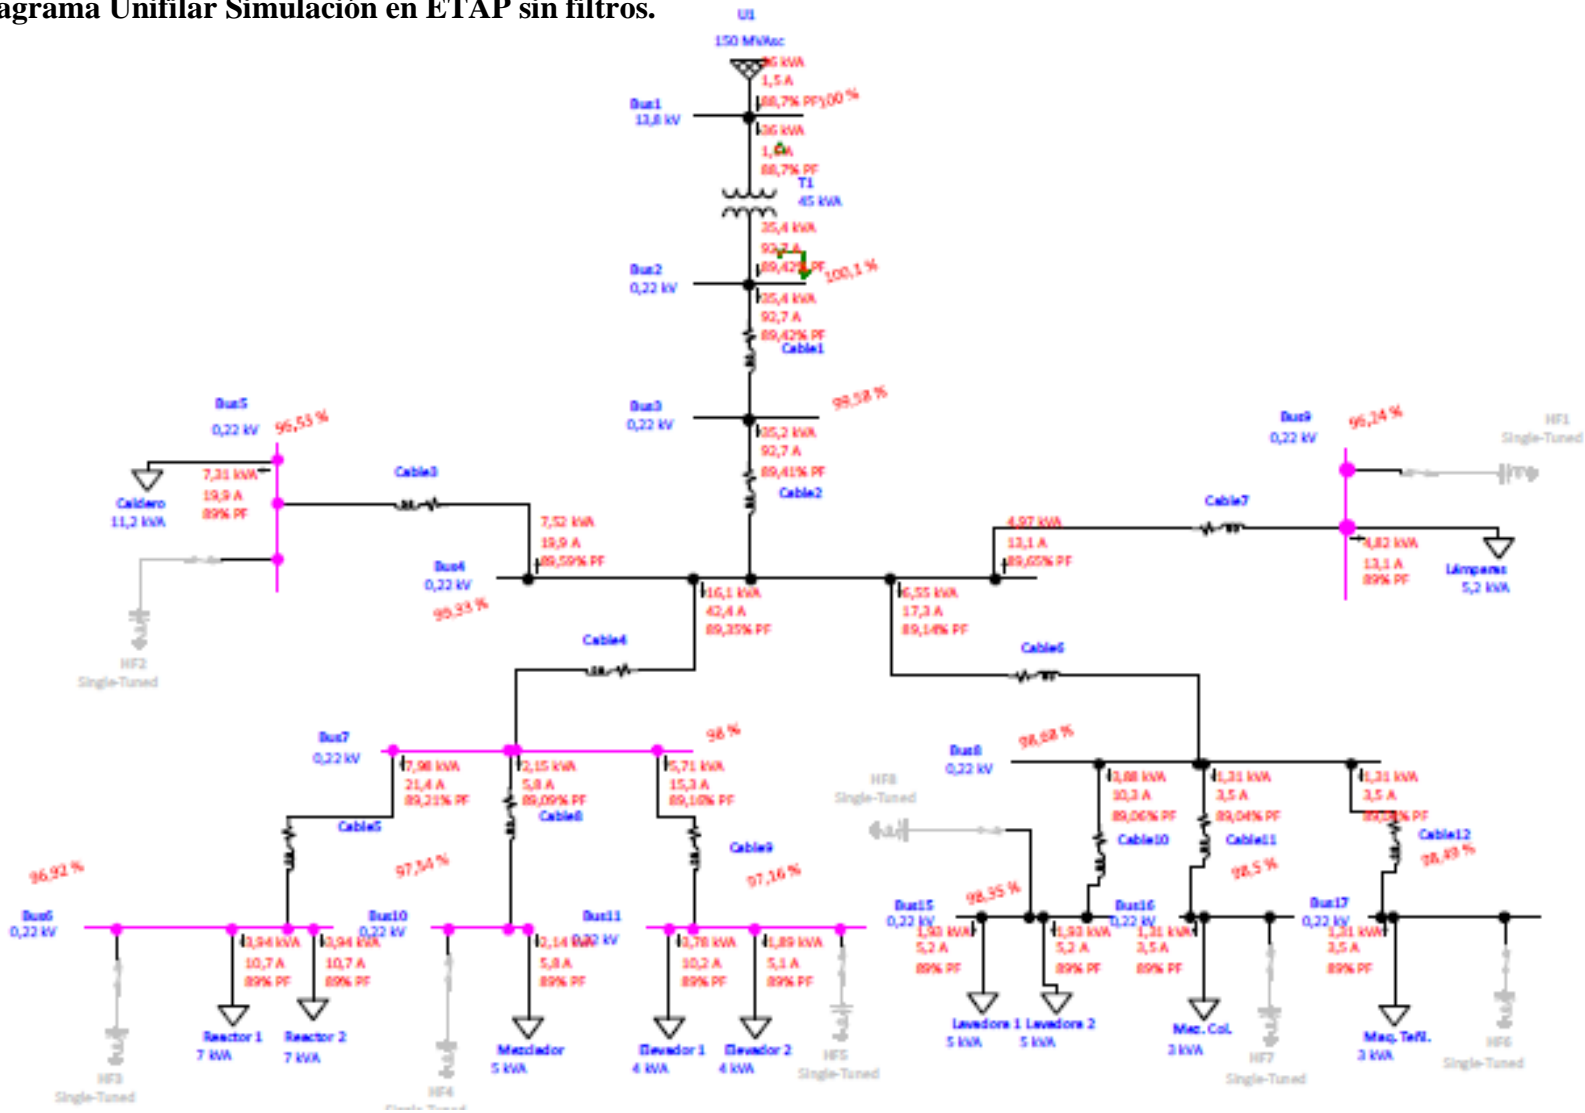 agrama Unifilar Simulación en ETAP sin filtros.
U1
150 MVAsc
36 kVA
1,5 A
88,7% PF
100 %
Bus1
13,8 kV
36 kVA
88,7% PF
T1
45 kVA
35,4 kVA
92,7 A
89,42% PF
100,1 %
Bus2
0,22 kV
35,4 kVA
92,7 A
89,42% PF
Cable1
99,58 %
Bus3
0,22 kV
35,2 kVA
92,7 A
89,41% PF
Cable2
Bus5
0,22 kV
96,53 %
7,31 kVA
19,9 A
89% PF
Caldero
11,2 kVA
Cable3
7,52 kVA
19,9 A
89,59% PF
HF2
Single-Tuned
Bus9
0,22 kV
96,24 %
HF1
Single-Tuned
Cable7
4,97 kVA
13,1 A
89,65% PF
4,82 kVA
13,1 A
89% PF
Lámparas
5,2 kVA
Bus4
0,22 kV
16,1 kVA
42,4 A
89,35% PF
6,55 kVA
17,3 A
89,14% PF
Cable4
Cable6
Bus7
0,22 kV
98 %
7,98 kVA
21,4 A
89,21% PF
2,15 kVA
5,8 A
89,09% PF
5,71 kVA
15,3 A
89,16% PF
Cable5
Cable8
Cable9
Bus8
0,22 kV
98,68 %
3,88 kVA
10,3 A
89,06% PF
1,31 kVA
3,5 A
89,04% PF
1,31 kVA
3,5 A
Cable10
Cable11
Cable12
HF8
Single-Tuned
96,92 %
Bus6
0,22 kV
3,94 kVA
10,7 A
89% PF
3,94 kVA
10,7 A
89% PF
Reactor 1
7 kVA
Reactor 2
7 kVA
HF3
Single-Tuned
97,54 %
Bus10
0,22 kV
2,14 kVA
5,8 A
89% PF
Mezclador
5 kVA
HF4
Single-Tuned
97,16 %
Bus11
0,22 kV
3,78 kVA
10,2 A
89% PF
1,89 kVA
5,1 A
89% PF
Elevador 1
4 kVA
Elevador 2
4 kVA
HF5
Single-Tuned
98,35 %
Bus15
0,22 kV
1,93 kVA
5,2 A
89% PF
1,93 kVA
5,2 A
89% PF
Lavadora 1
5 kVA
Lavadora 2
5 kVA
98,5 %
Bus16
0,22 kV
1,31 kVA
3,5 A
89% PF
Mez. Col.
3 kVA
HF7
Single-Tuned
98,49 %
Bus17
0,22 kV
1,31 kVA
3,5 A
89% PF
Maq. Teñi.
3 kVA
HF6
Single-Tuned